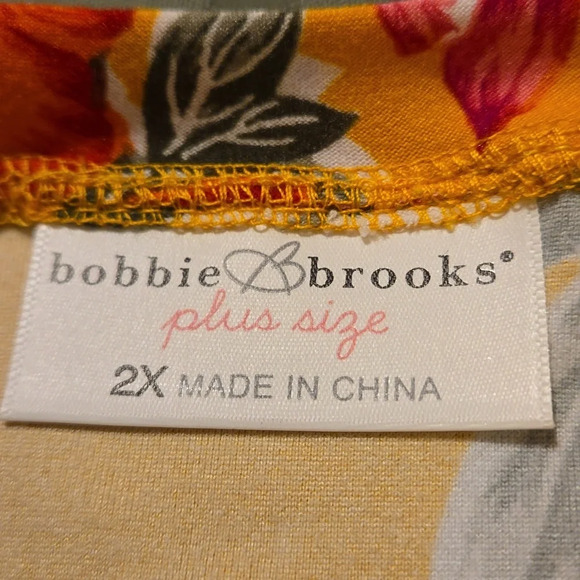 bobbie brooks®
plus size
2X MADE IN CHINA